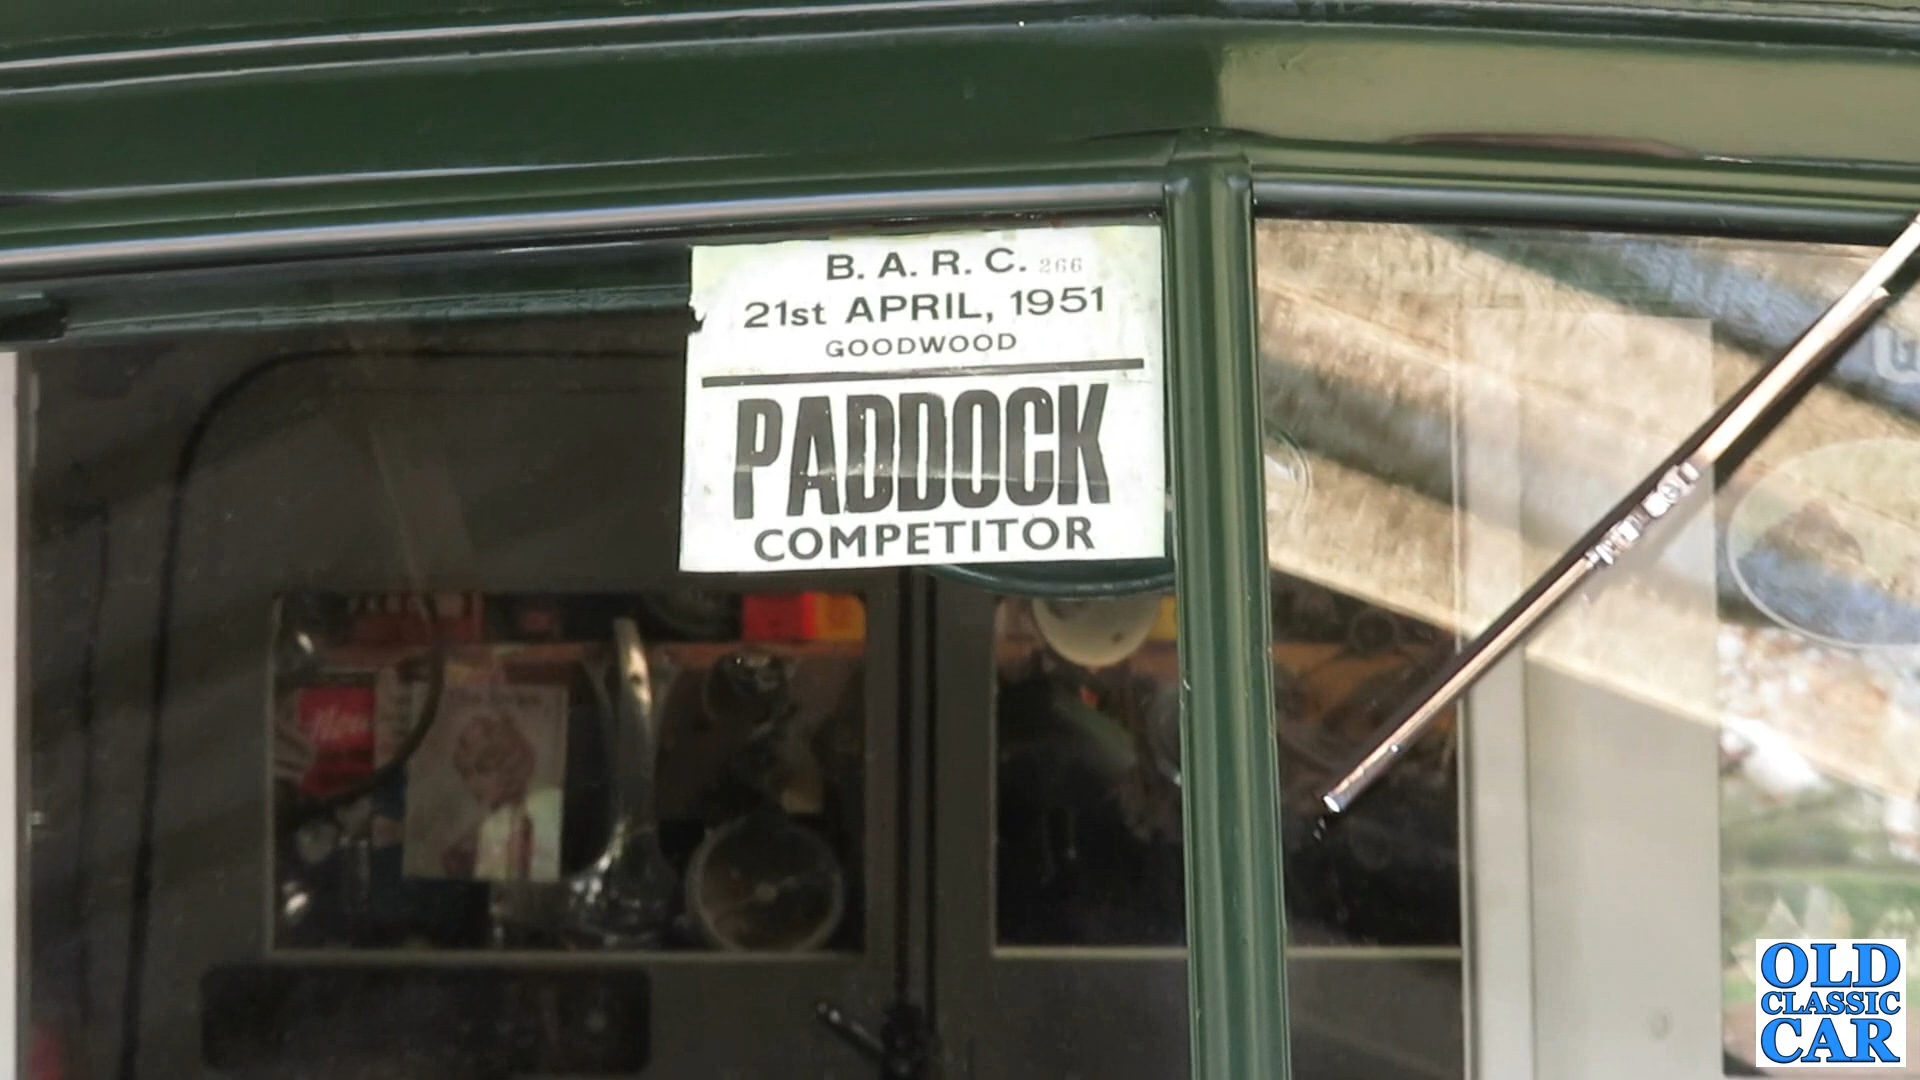 B. A. R. C. 266
21st APRIL, 1951
GOODWOOD
PADDOCK
COMPETITOR
OLD
CLASSIC
CAR